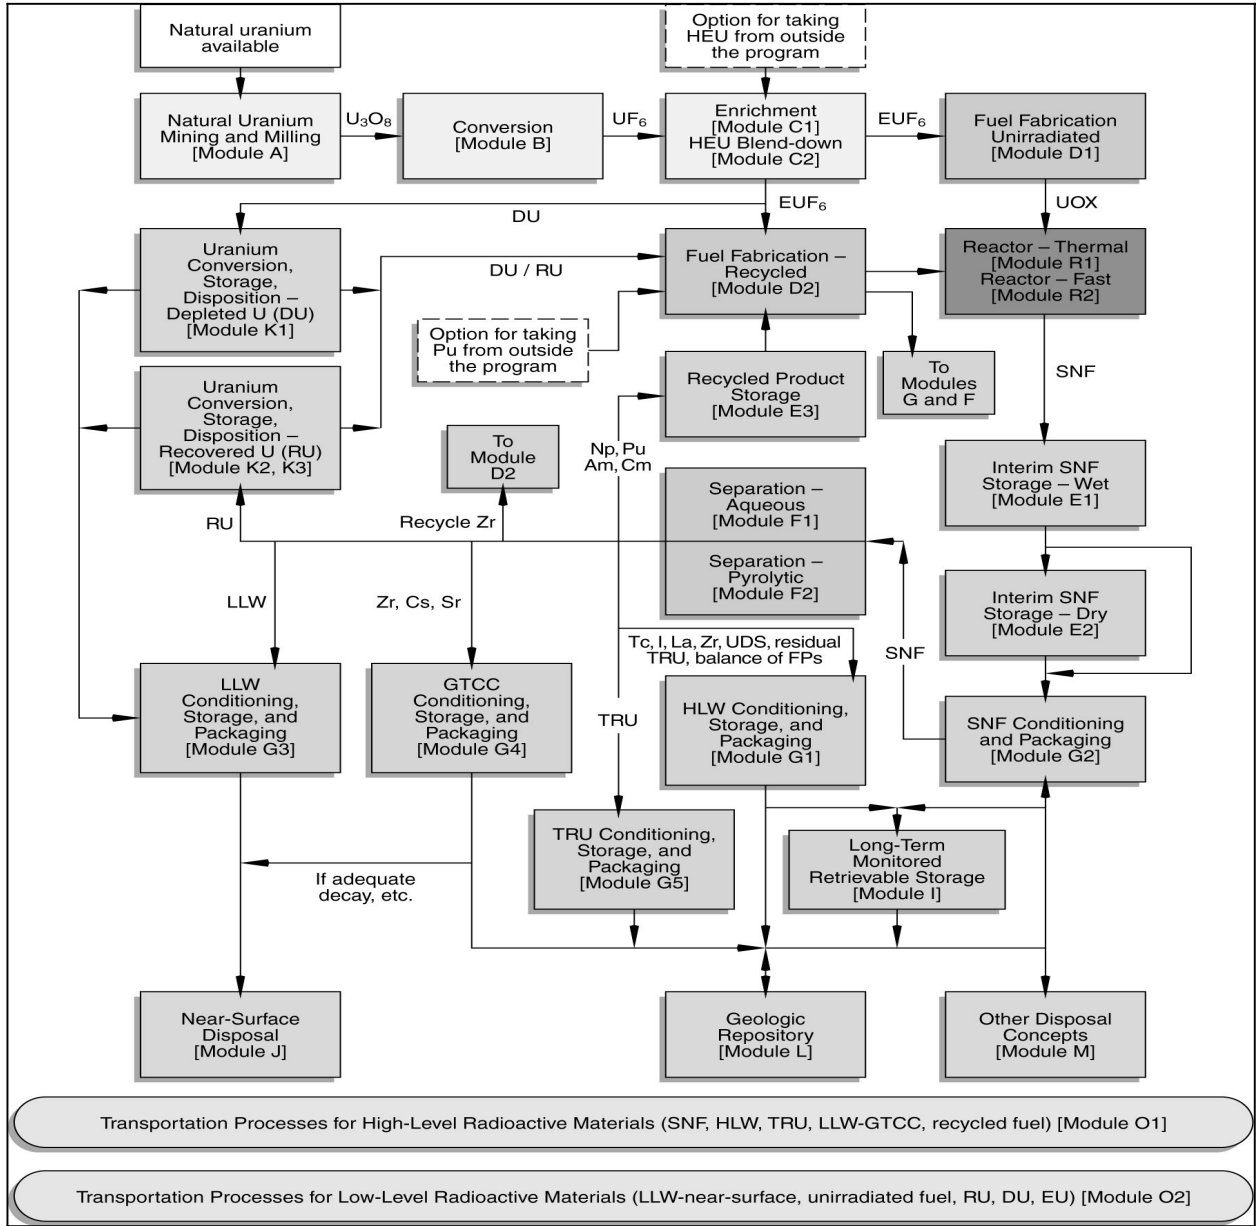 Natural uranium
available
Option for taking
HEU from outside
the program
Natural Uranium
Mining and Milling
[Module A]
U₃O₈
Conversion
[Module B]
UF₆
Enrichment
[Module C1]
HEU Blend-down
[Module C2]
EUF₆
Fuel Fabrication
Unirradiated
[Module D1]
DU
EUF₆
UOX
Uranium
Conversion,
Storage,
Disposition –
Depleted U (DU)
[Module K1]
DU / RU
Fuel Fabrication –
Recycled
[Module D2]
Reactor – Thermal
[Module R1]
Reactor – Fast
[Module R2]
Option for taking
Pu from outside
the program
To
Modules
G and F
SNF
Uranium
Conversion,
Storage,
Disposition –
Recovered U (RU)
[Module K2, K3]
Recycled Product
Storage
[Module E3]
To
Module
D2
Np, Pu
Am, Cm
Interim SNF
Storage – Wet
[Module E1]
Separation –
Aqueous
[Module F1]
RU
Recycle Zr
Separation –
Pyrolytic
[Module F2]
Interim SNF
Storage – Dry
[Module E2]
LLW
Zr, Cs, Sr
Tc, I, La, Zr, UDS, residual
TRU, balance of FPs
SNF
LLW
Conditioning,
Storage, and
Packaging
[Module G3]
GTCC
Conditioning,
Storage, and
Packaging
[Module G4]
TRU
HLW Conditioning,
Storage, and
Packaging
[Module G1]
SNF Conditioning
and Packaging
[Module G2]
TRU Conditioning,
Storage, and
Packaging
[Module G5]
Long-Term
Monitored
Retrievable Storage
[Module I]
If adequate
decay, etc.
Near-Surface
Disposal
[Module J]
Geologic
Repository
[Module L]
Other Disposal
Concepts
[Module M]
Transportation Processes for High-Level Radioactive Materials (SNF, HLW, TRU, LLW-GTCC, recycled fuel) [Module O1]
Transportation Processes for Low-Level Radioactive Materials (LLW-near-surface, unirradiated fuel, RU, DU, EU) [Module O2]